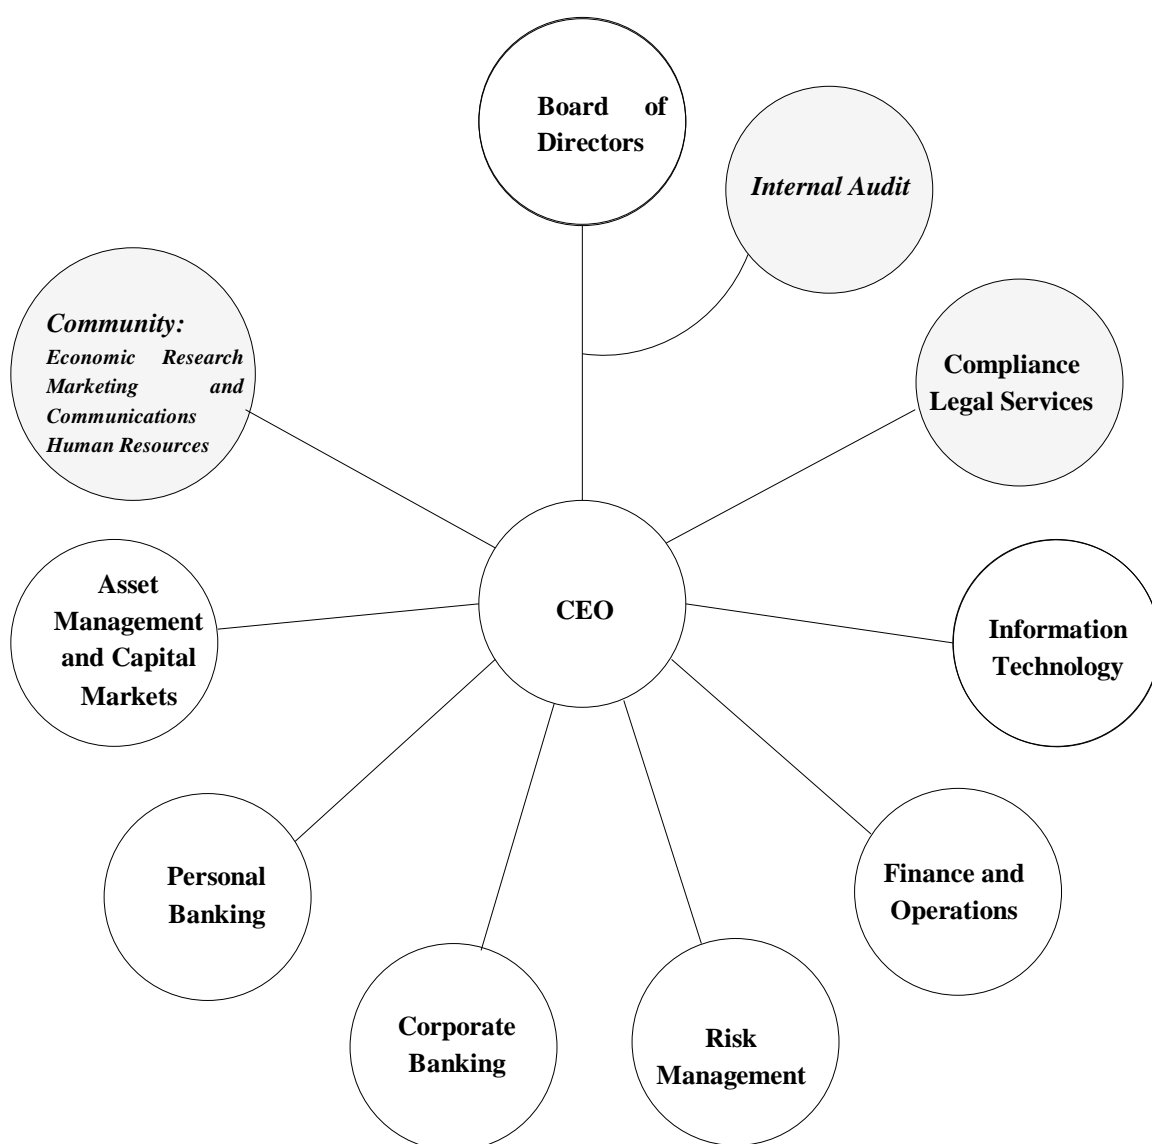 Board of
Directors
Internal Audit
Community:
Economic Research
Marketing and
Communications
Human Resources
Compliance
Legal Services
Asset
Management
and Capital
Markets
CEO
Information
Technology
Personal
Banking
Finance and
Operations
Corporate
Banking
Risk
Management